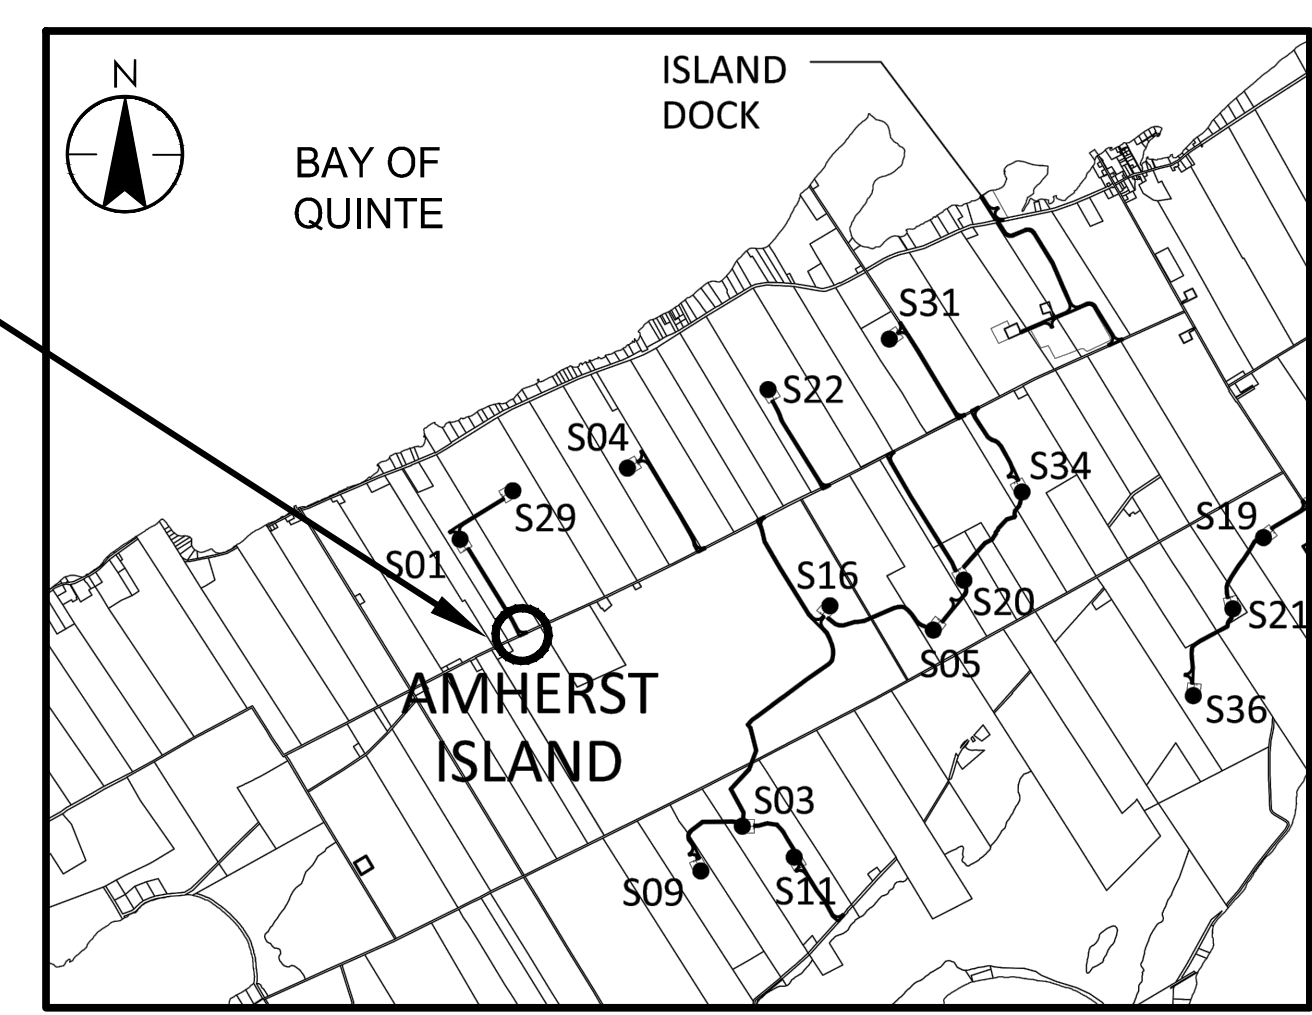 N
ISLAND
DOCK
BAY OF
QUINTE
S31
S22
S04
S34
S29
S19
S01
S16
S20
S21
S05
AMHERST
ISLAND
S36
S03
S09
S11